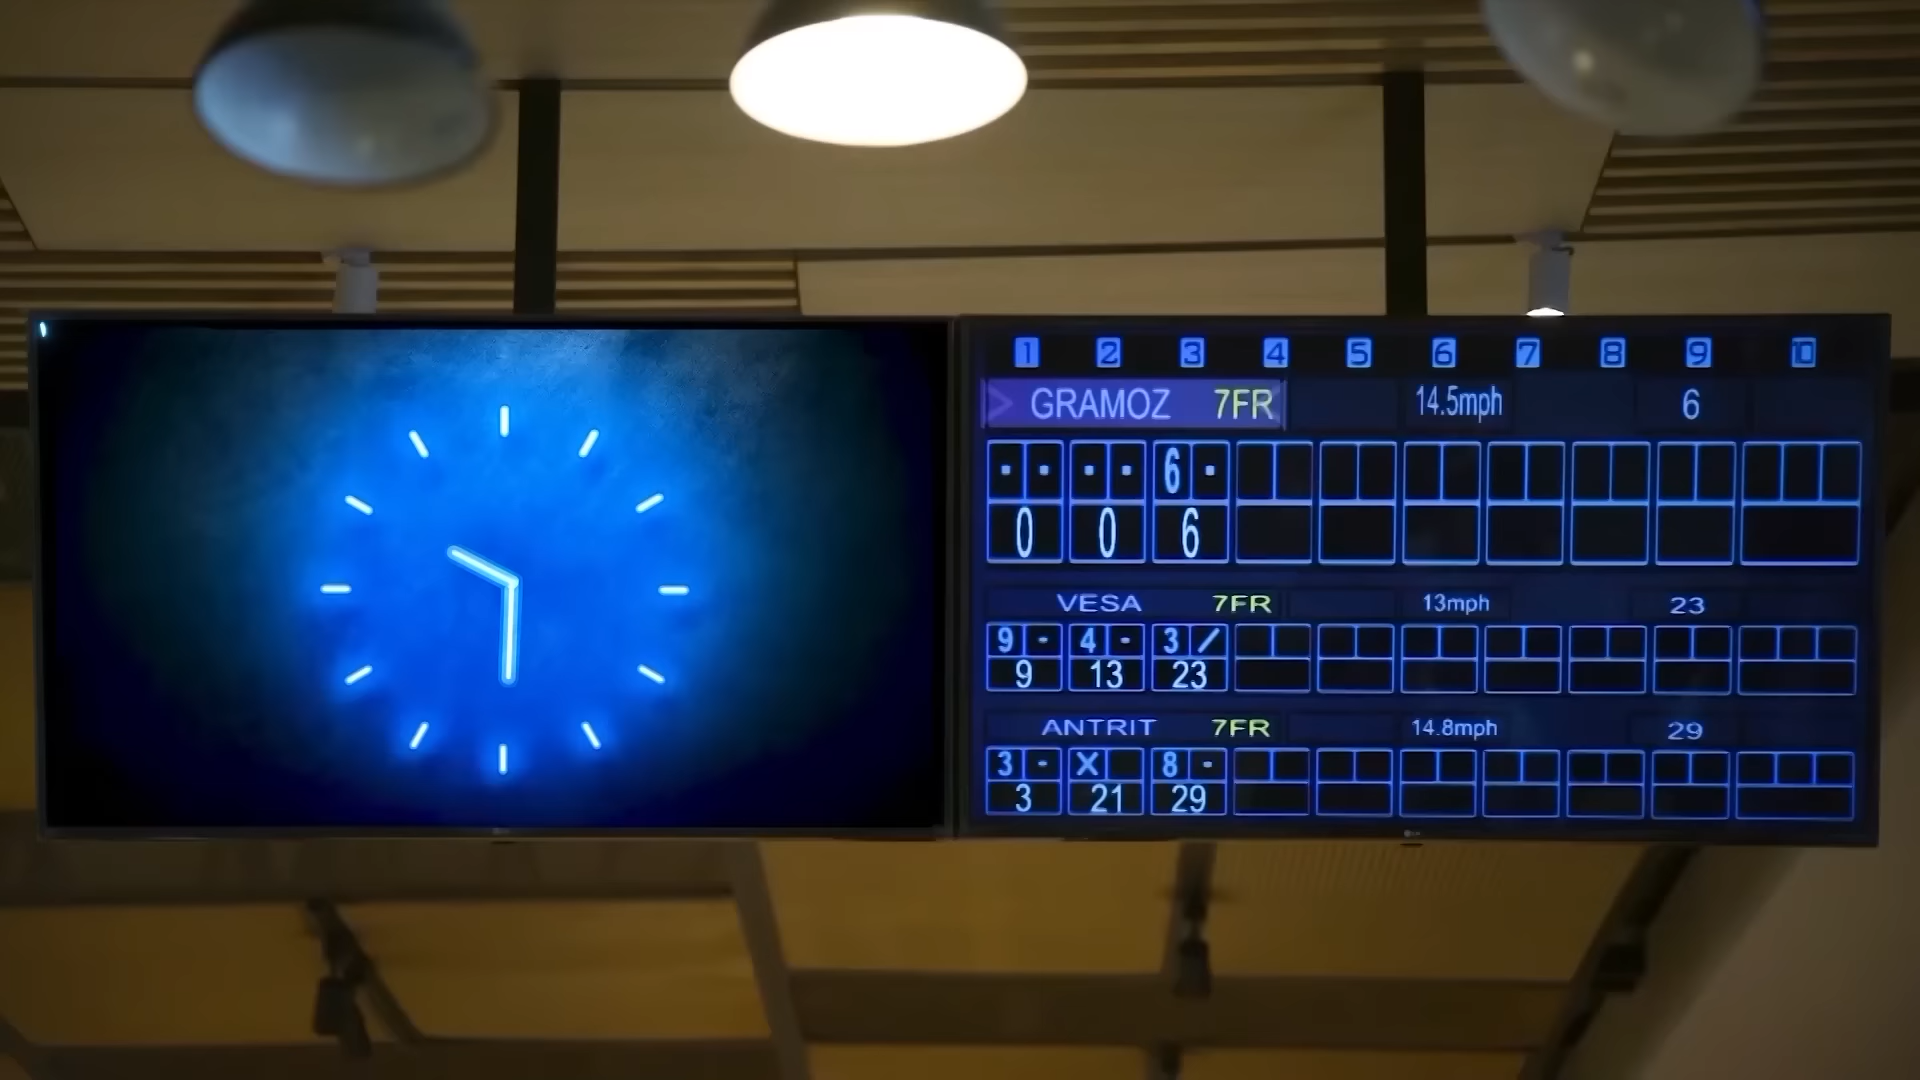 1 2 3 4 5 6 7 8 9 10
GRAMOZ 7FR 14.5mph 6
· · · · 6 ·
0 0 6
VESA 7FR 13mph 23
9 - 4 - 3 /
9 13 23
ANTRIT 7FR 14.8mph 29
3 - X 8 -
3 21 29